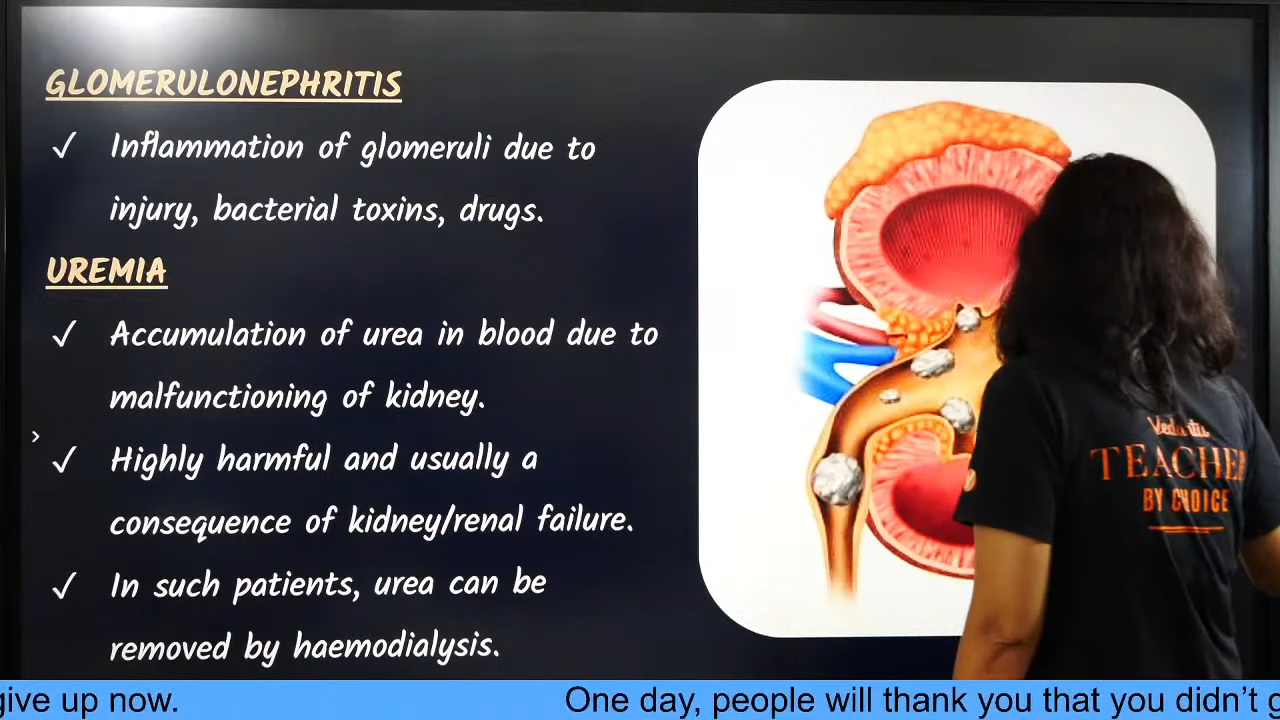 GLOMERULONEPHRITIS
✓ Inflammation of glomeruli due to
injury, bacterial toxins, drugs.
UREMIA
✓ Accumulation of urea in blood due to
malfunctioning of kidney.
✓ Highly harmful and usually a
consequence of kidney/renal failure.
✓ In such patients, urea can be
removed by haemodialysis.
TEACHE
BY CHOICE
give up now. One day, people will thank you that you didn't g